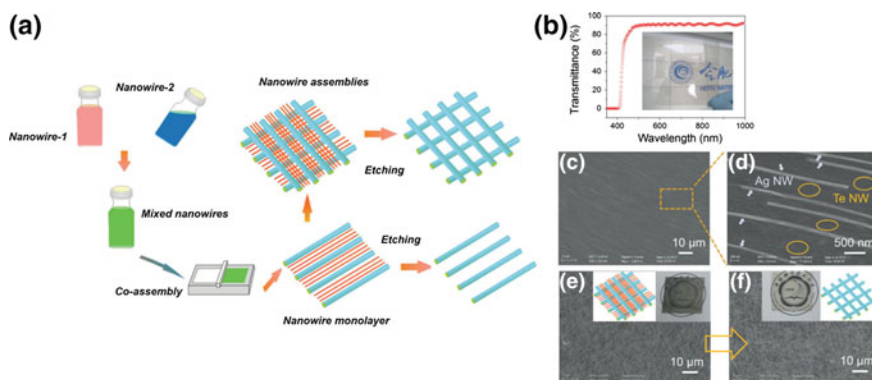 (a)
Nanowire-1
Nanowire-2
Mixed nanowires
Co-assembly
Nanowire assemblies
Etching
Nanowire monolayer
Etching
(b)
Transmittance (%)
100
80
60
40
20
0
400
600
800
1000
Wavelength (nm)
(c)
10 µm
(d)
Ag NW
Te NW
500 nm
(e)
10 µm
(f)
10 µm